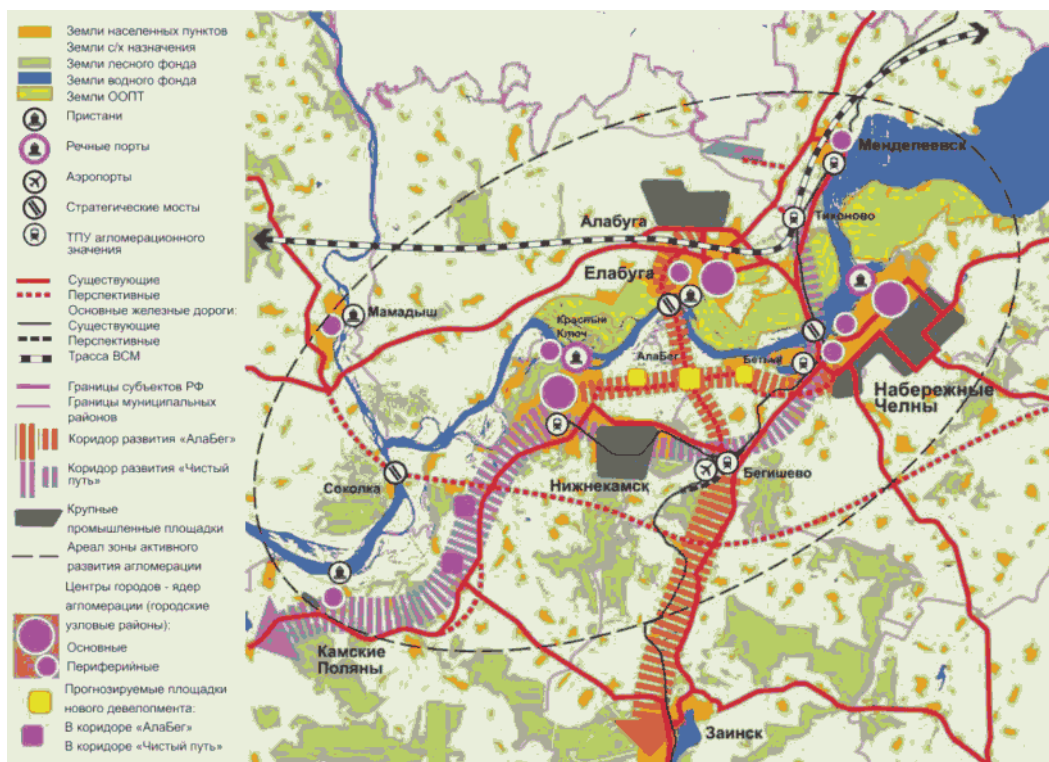 Земли населенных пунктов
Земли с/х назначения
Земли лесного фонда
Земли водного фонда
Земли ООПТ
Пристани
Речные порты
Аэропорты
Стратегические мосты
ТПУ агломерационного
значения
Существующие
Перспективные
Основные железные дороги:
Существующие
Перспективные
Трасса ВСМ
Границы субъектов РФ
Границы муниципальных
районов
Коридор развития «АлаБег»
Коридор развития «Чистый
путь»
Крупные
промышленные площадки
Ареал зоны активного
развития агломерации
Центры городов - ядер
агломерации (городские
узловые районы):
Основные
Периферийные
Прогнозируемые площадки
нового девелопмента:
В коридоре «АлаБег»
В коридоре «Чистый путь»
Менделеевск
Тихоново
Алабуга
Елабуга
Мамадыш
Красный
Ключ
АлаБег
Бетьки
Набережные
Челны
Нижнекамск
Бегишево
Соколка
Камские
Поляны
Заинск